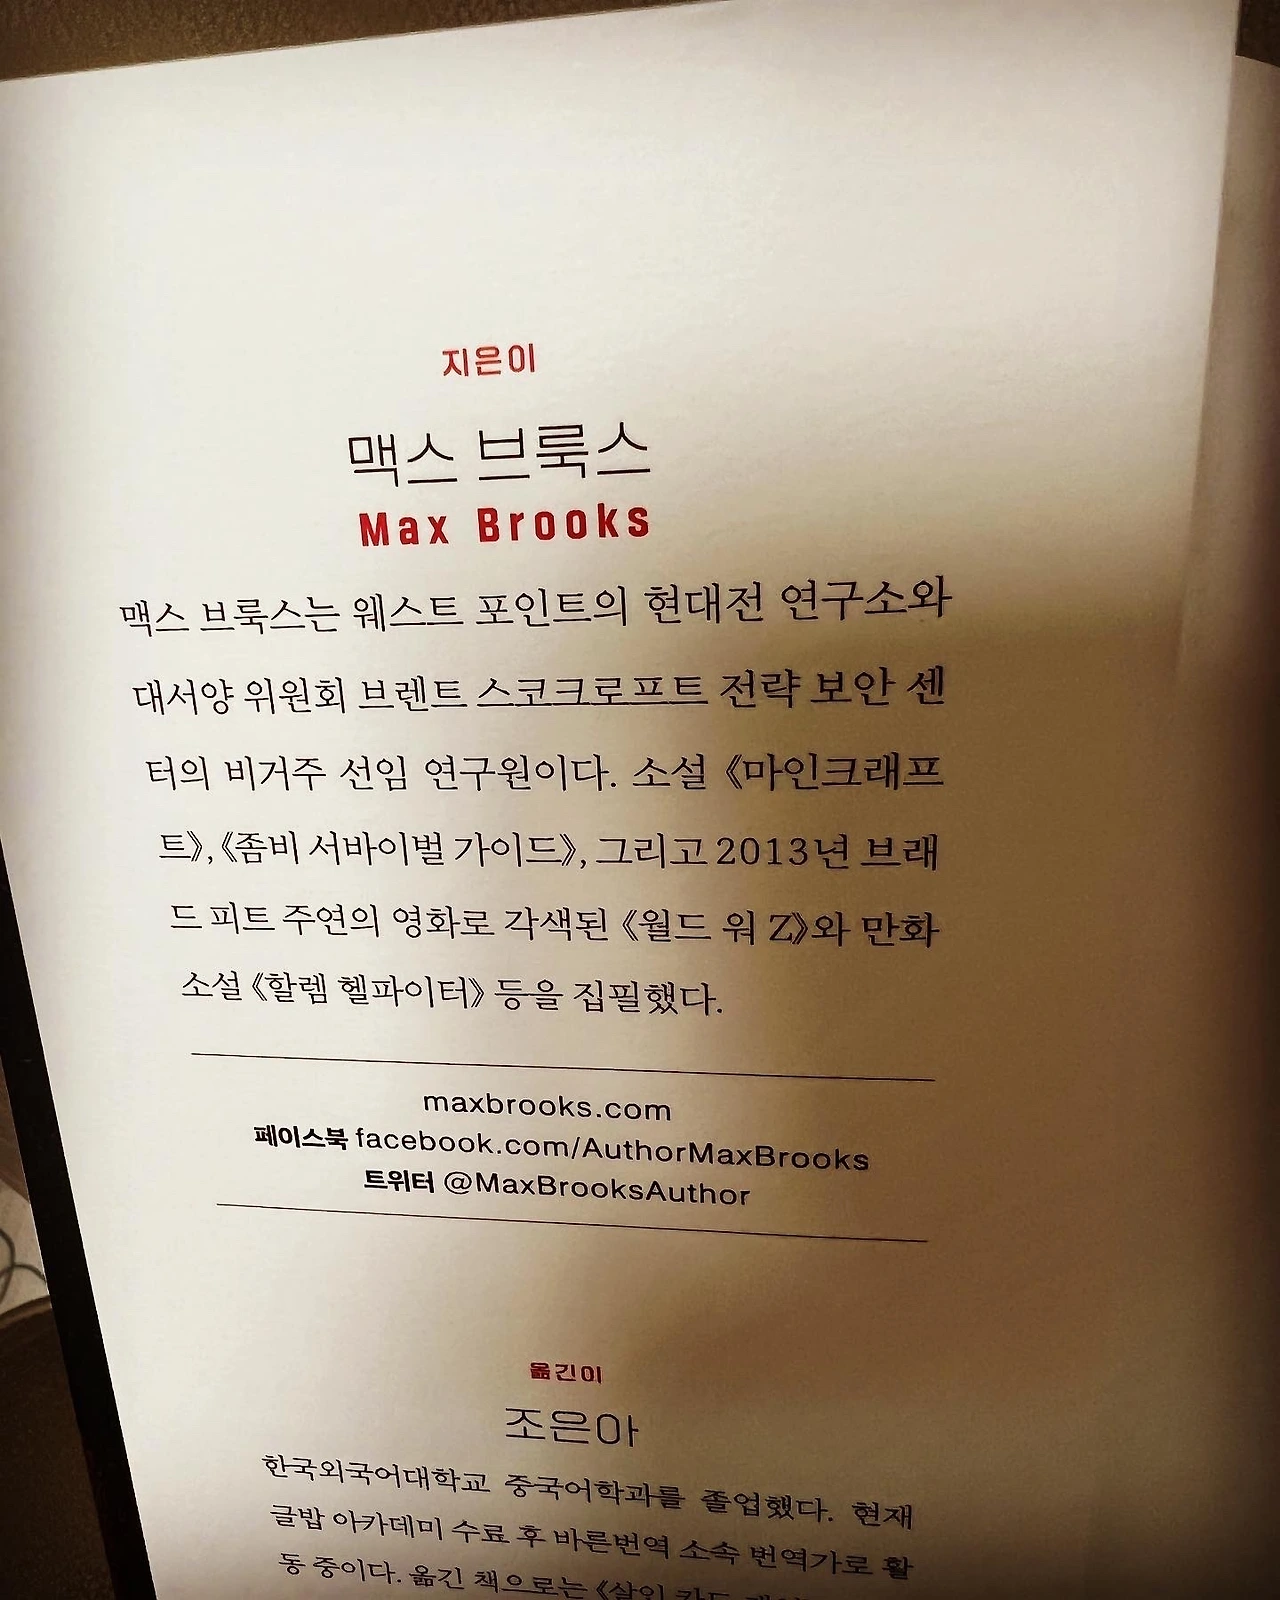 지은이
맥스 브룩스
Max Brooks
맥스 브룩스는 웨스트 포인트의 현대전 연구소와
대서양 위원회 브렌트 스코크로프트 전략 보안 센
터의 비거주 선임 연구원이다. 소설 《마인크래프
트》, 《좀비 서바이벌 가이드》, 그리고 2013년 브래
드 피트 주연의 영화로 각색된 《월드 워 Z》와 만화
소설 《할렘 헬파이터》 등을 집필했다.
maxbrooks.com
페이스북 facebook.com/AuthorMaxBrooks
트위터 @MaxBrooksAuthor
옮긴이
조은아
한국외국어대학교 중국어학과를 졸업했다. 현재
글밥 아카데미 수료 후 바른번역 소속 번역가로 활
동 중이다. 옮긴 책으로는 《살인 카드